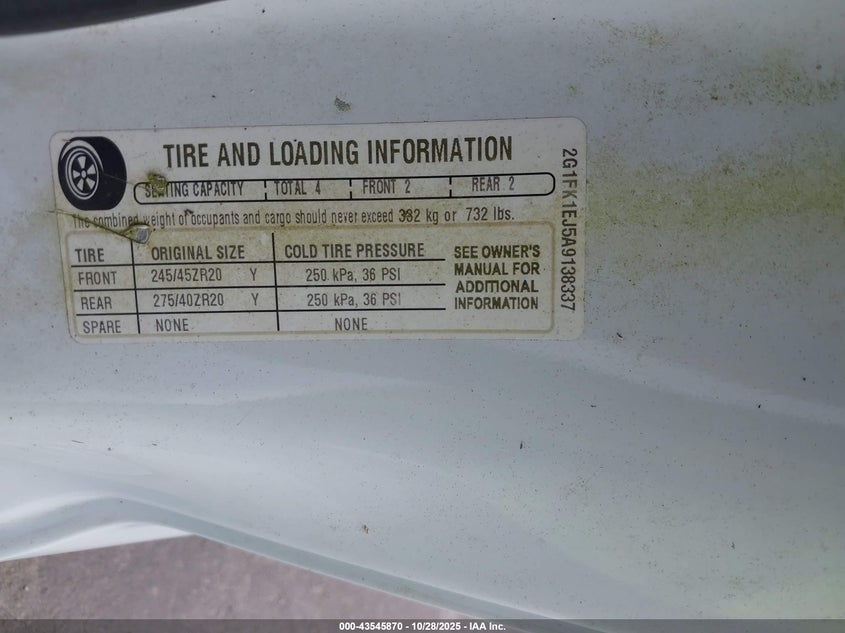 TIRE AND LOADING INFORMATION
SEATING CAPACITY TOTAL 4 FRONT 2 REAR 2
The combined weight of occupants and cargo should never exceed 332 kg or 732 lbs.
TIRE ORIGINAL SIZE COLD TIRE PRESSURE
FRONT 245/45ZR20 Y 250 kPa, 36 PSI
REAR 275/40ZR20 Y 250 kPa, 36 PSI
SPARE NONE NONE
SEE OWNER'S
MANUAL FOR
ADDITIONAL
INFORMATION
2G1FK1EJ5A9138337
000-43545870 - 10/28/2025 - IAA Inc.